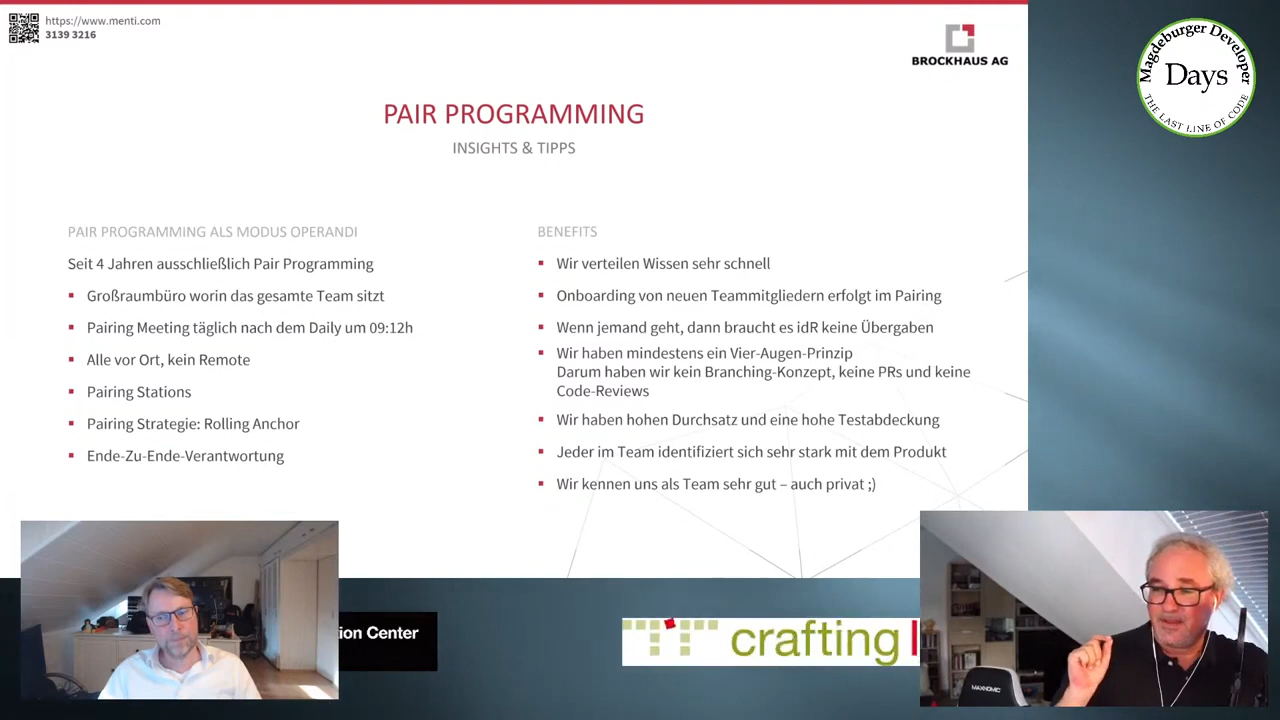 https://www.menti.com
3139 3216
BROCKHAUS AG
Magdeburger Developer
Days
THE LAST LINE OF CODE
PAIR PROGRAMMING
INSIGHTS & TIPPS
PAIR PROGRAMMING ALS MODUS OPERANDI
Seit 4 Jahren ausschließlich Pair Programming
▪ Großraumbüro worin das gesamte Team sitzt
▪ Pairing Meeting täglich nach dem Daily um 09:12h
▪ Alle vor Ort, kein Remote
▪ Pairing Stations
▪ Pairing Strategie: Rolling Anchor
▪ Ende-Zu-Ende-Verantwortung
BENEFITS
▪ Wir verteilen Wissen sehr schnell
▪ Onboarding von neuen Teammitgliedern erfolgt im Pairing
▪ Wenn jemand geht, dann braucht es idR keine Übergaben
▪ Wir haben mindestens ein Vier-Augen-Prinzip
Darum haben wir kein Branching-Konzept, keine PRs und keine
Code-Reviews
▪ Wir haben hohen Durchsatz und eine hohe Testabdeckung
▪ Jeder im Team identifiziert sich sehr stark mit dem Produkt
▪ Wir kennen uns als Team sehr gut – auch privat ;)
ion Center
crafting
MAXNOMIC